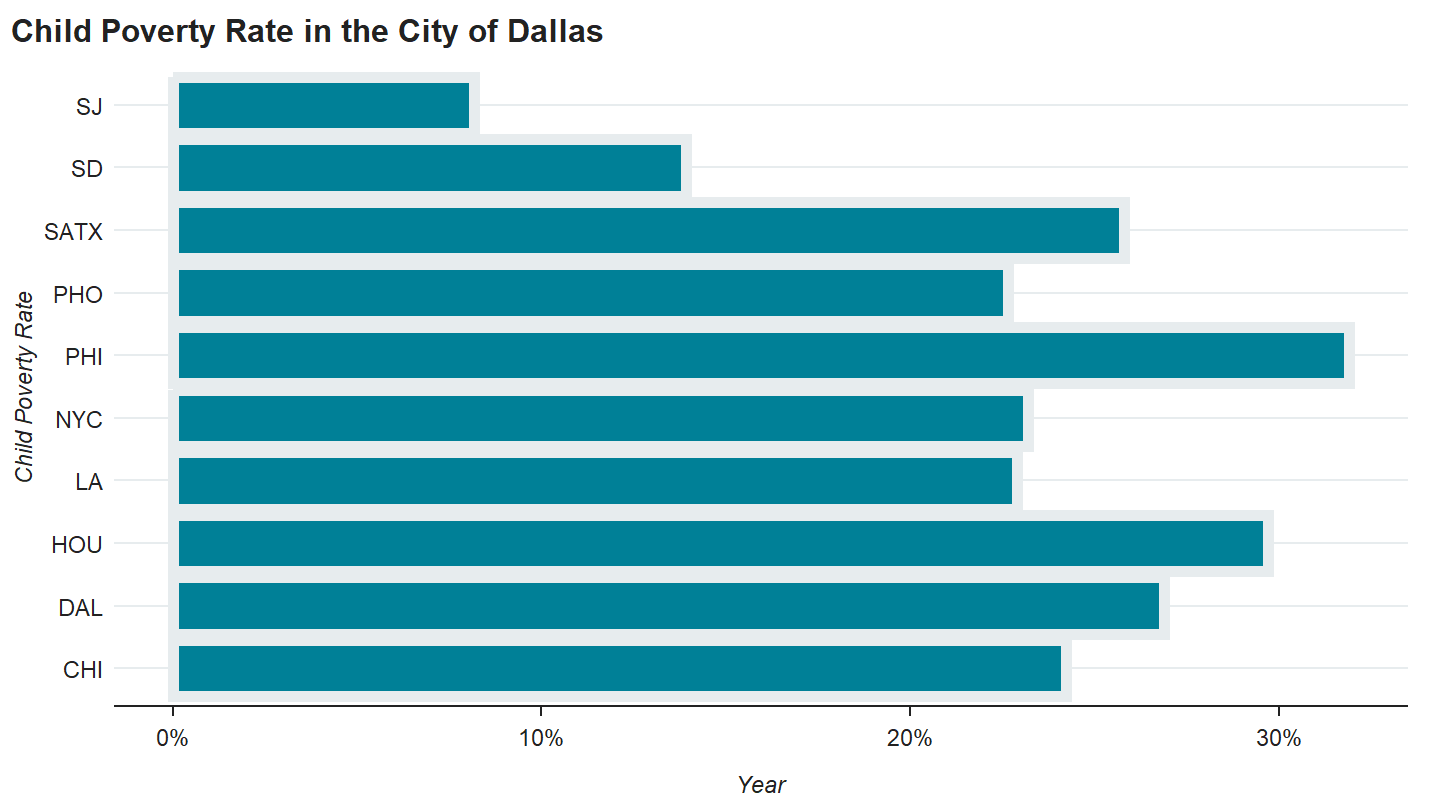 Child Poverty Rate in the City of Dallas
SJ
SD
SATX
PHO
PHI
NYC
LA
HOU
DAL
CHI
Child Poverty Rate
0% 10% 20% 30%
Year